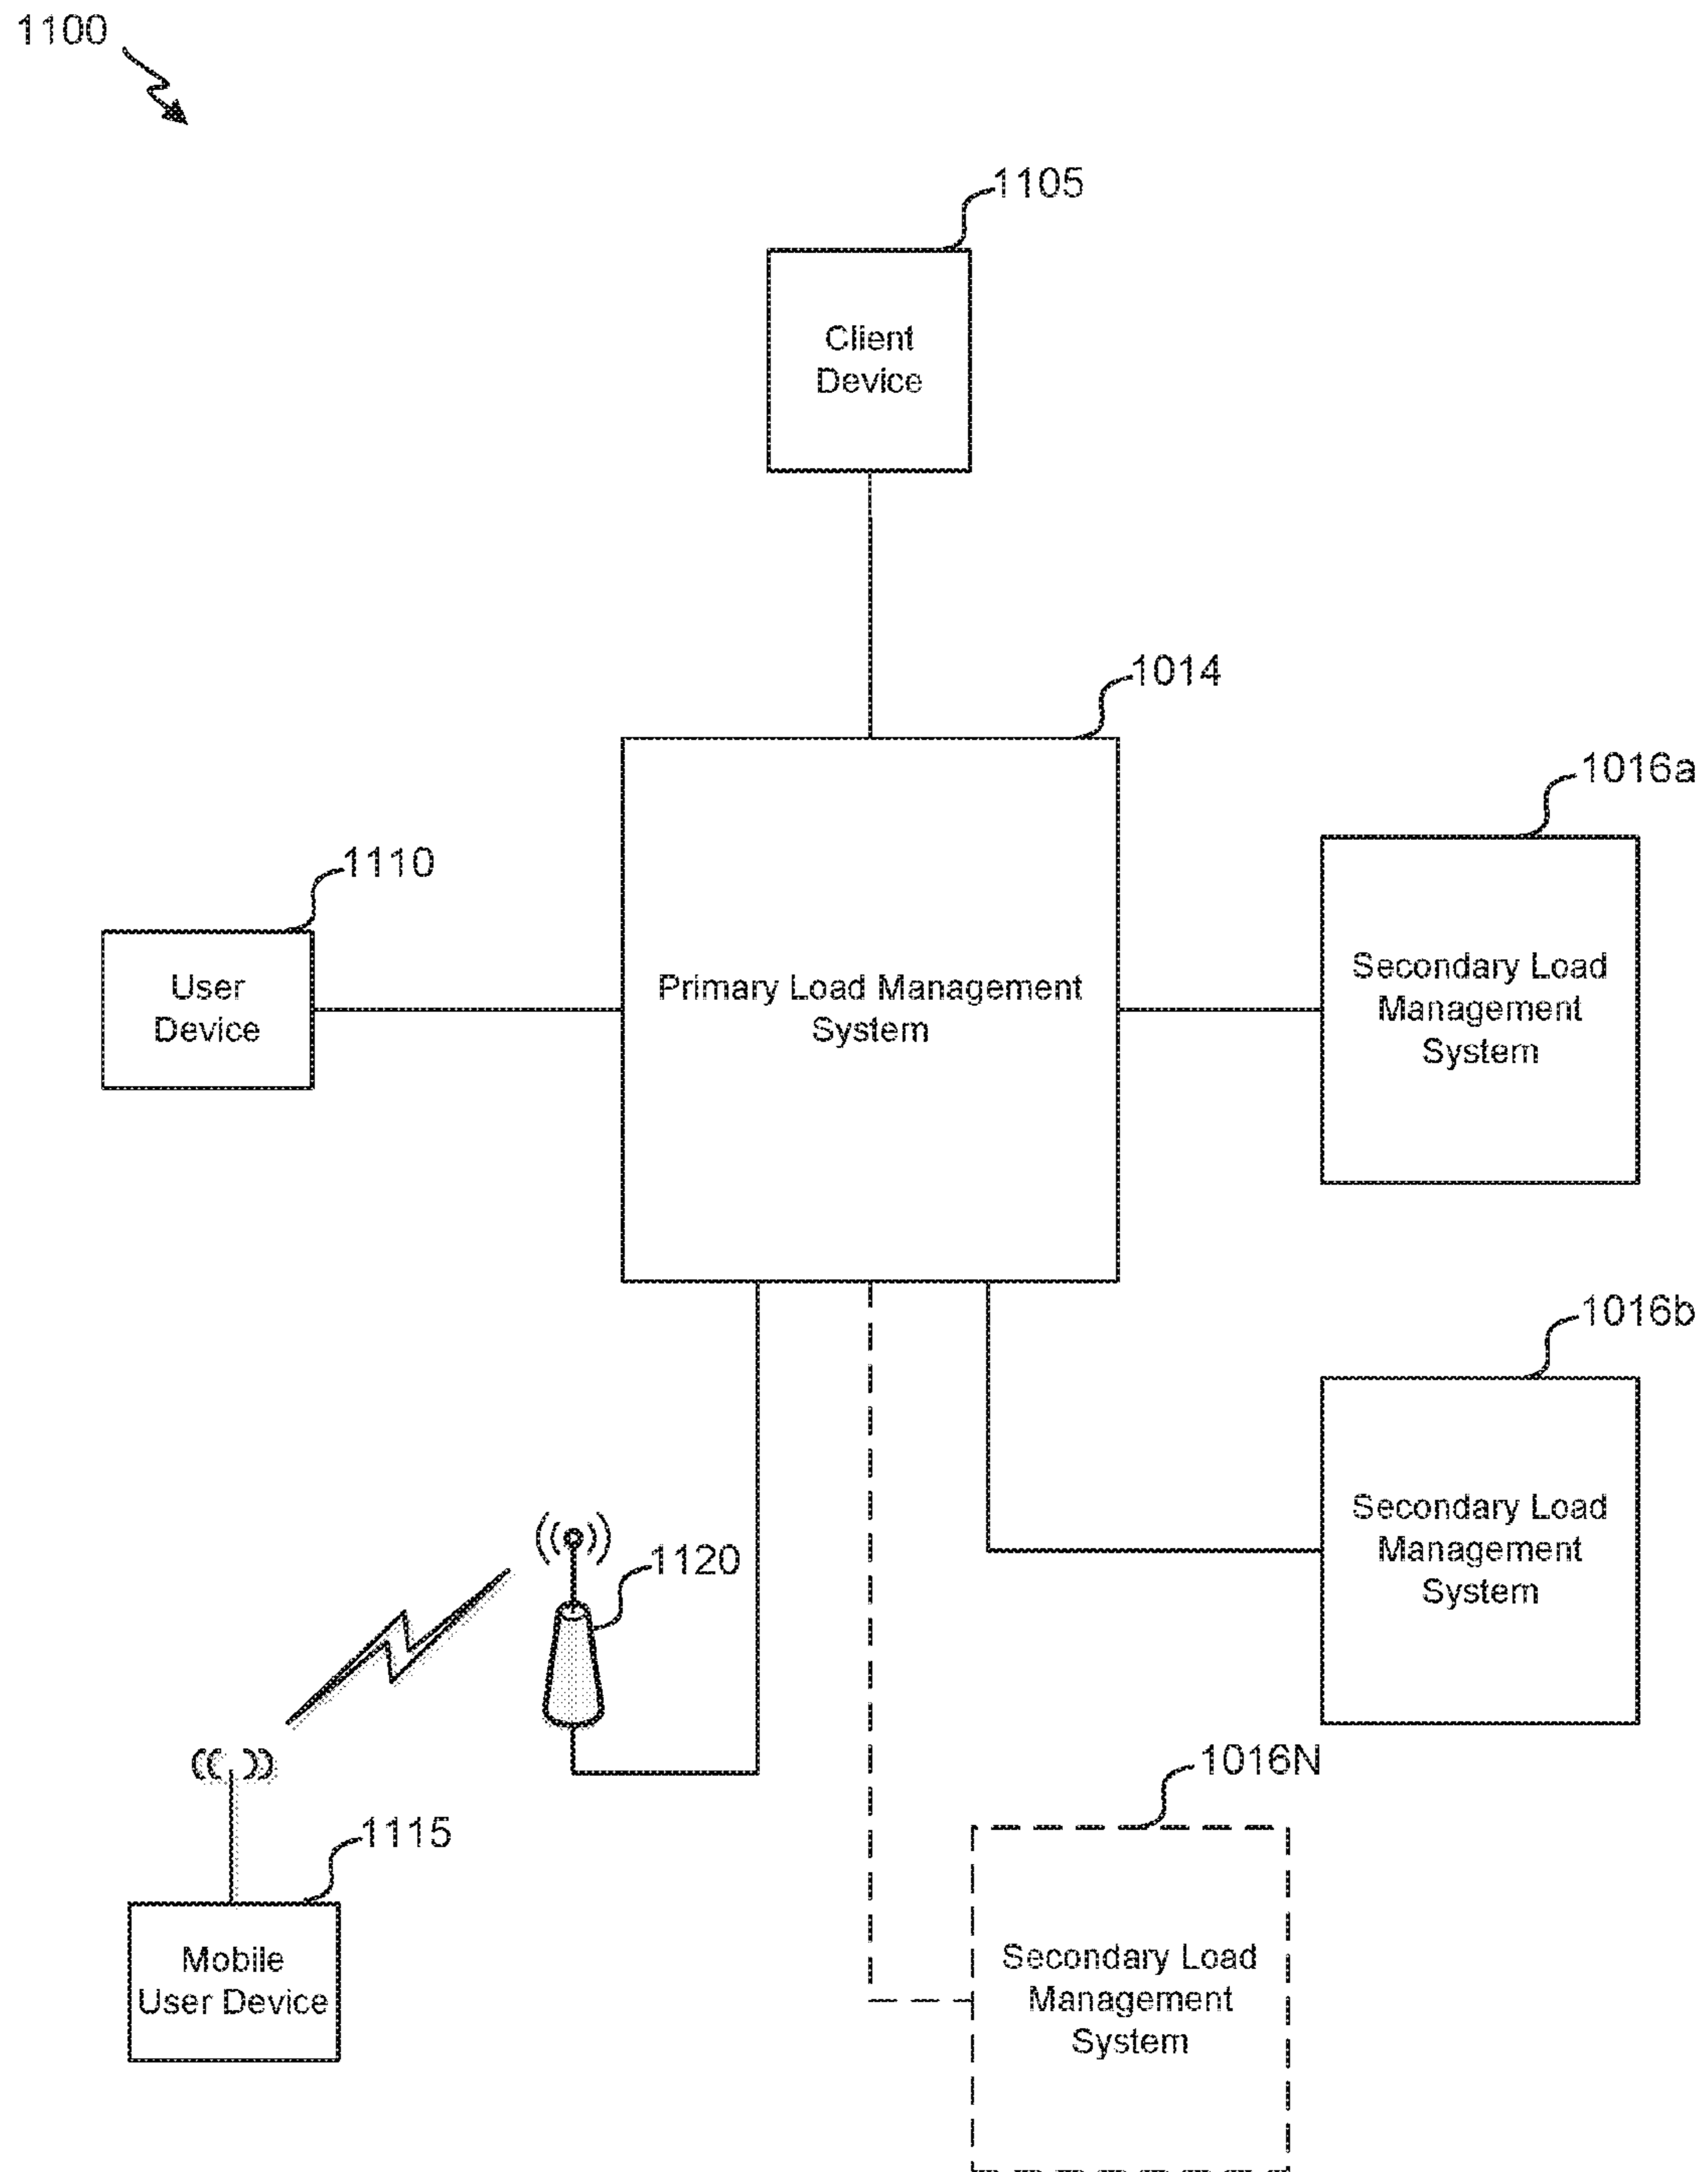 1100
1105
Client
Device
1014
1016a
1110
User
Device
Primary Load Management
System
Secondary Load
Management
System
1016b
Secondary Load
Management
System
1120
1016N
1115
Mobile
User Device
Secondary Load
Management
System